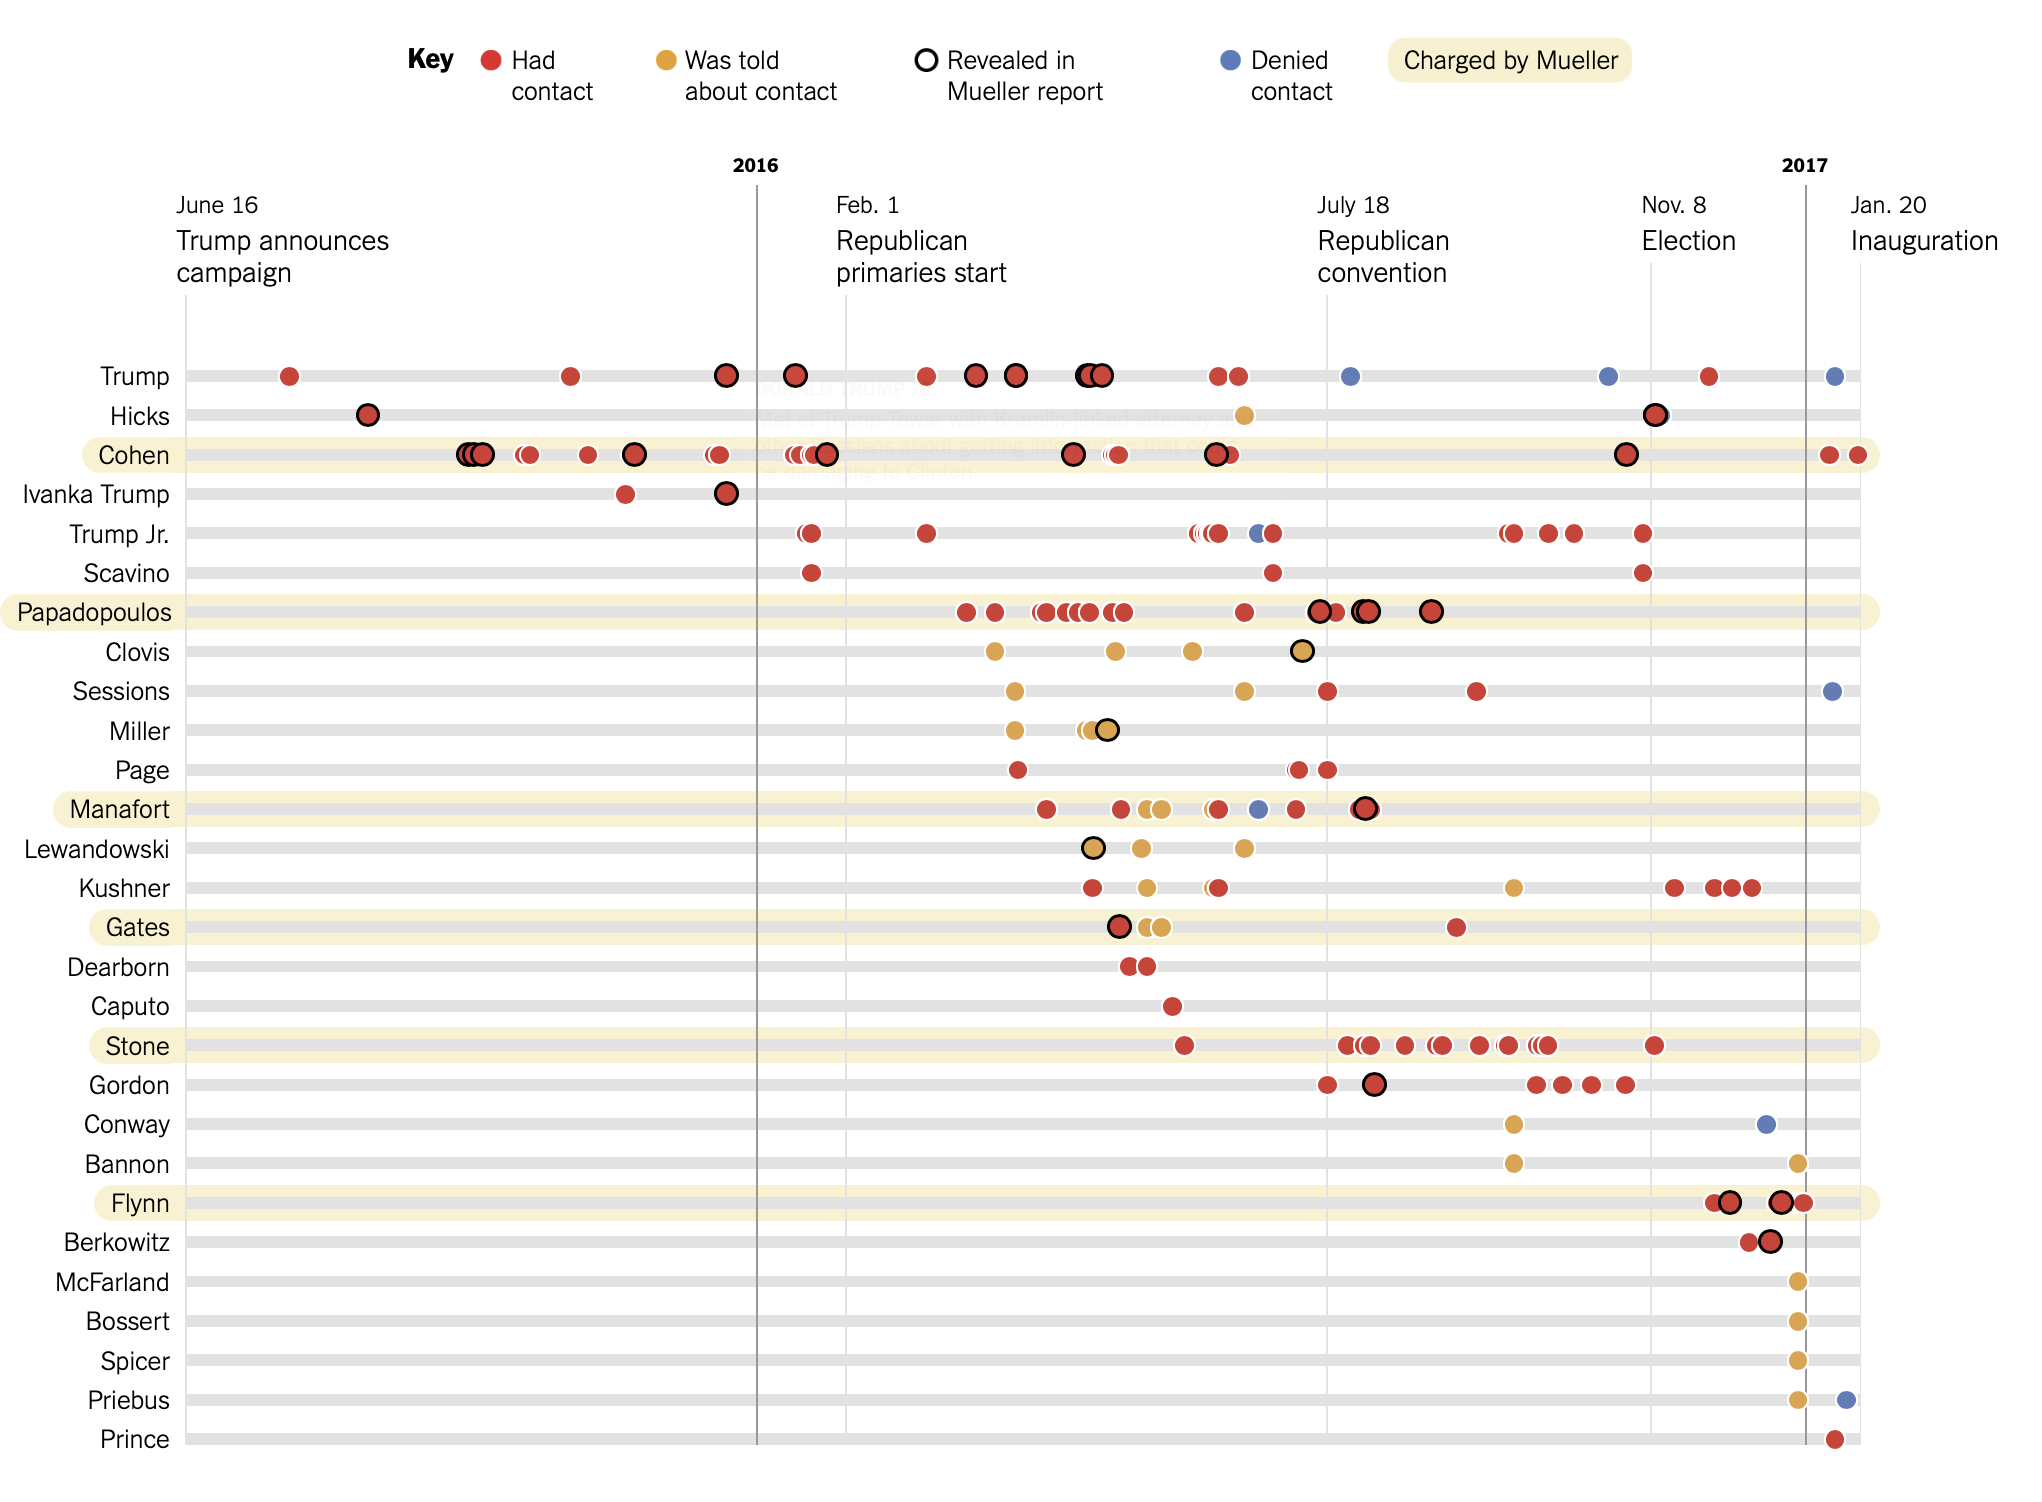 Key
Had
contact
Was told
about contact
Revealed in
Mueller report
Denied
contact
Charged by Mueller
2016
2017
June 16
Trump announces
campaign
Feb. 1
Republican
primaries start
July 18
Republican
convention
Nov. 8
Election
Jan. 20
Inauguration
Trump
Hicks
Cohen
Ivanka Trump
Trump Jr.
Scavino
Papadopoulos
Clovis
Sessions
Miller
Page
Manafort
Lewandowski
Kushner
Gates
Dearborn
Caputo
Stone
Gordon
Conway
Bannon
Flynn
Berkowitz
McFarland
Bossert
Spicer
Priebus
Prince